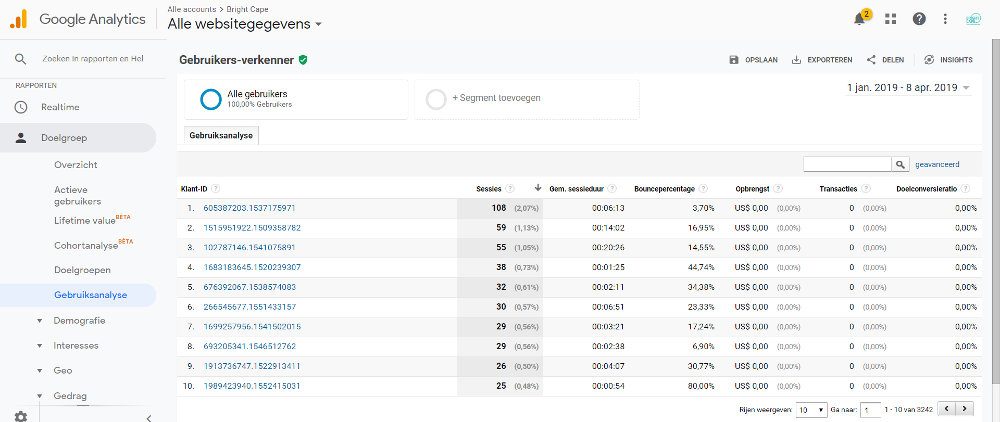 Google Analytics
Alle accounts > Bright Cape
Alle websitegegevens
2
BRIGHT
CAPE
Zoeken in rapporten en Hel
RAPPORTEN
Realtime
Doelgroep
Overzicht
Actieve
gebruikers
Lifetime value BÈTA
Cohortanalyse BÈTA
Doelgroepen
Gebruiksanalyse
Demografie
Interesses
Geo
Gedrag
Gebruikers-verkenner
OPSLAAN EXPORTEREN DELEN INSIGHTS
Alle gebruikers
100,00% Gebruikers
+ Segment toevoegen
1 jan. 2019 - 8 apr. 2019
Gebruiksanalyse
geavanceerd
Klant-ID ? Sessies ? Gem. sessieduur ? Bouncepercentage ? Opbrengst ? Transacties ? Doelconversieratio ?
1. 605387203.1537175971 108 (2,07%) 00:06:13 3,70% US$ 0,00 (0,00%) 0 (0,00%) 0,00%
2. 1515951922.1509358782 59 (1,13%) 00:14:02 16,95% US$ 0,00 (0,00%) 0 (0,00%) 0,00%
3. 102787146.1541075891 55 (1,05%) 00:20:26 14,55% US$ 0,00 (0,00%) 0 (0,00%) 0,00%
4. 1683183645.1520239307 38 (0,73%) 00:01:25 44,74% US$ 0,00 (0,00%) 0 (0,00%) 0,00%
5. 676392067.1538574083 32 (0,61%) 00:02:11 34,38% US$ 0,00 (0,00%) 0 (0,00%) 0,00%
6. 266545677.1551433157 30 (0,57%) 00:06:51 23,33% US$ 0,00 (0,00%) 0 (0,00%) 0,00%
7. 1699257956.1541502015 29 (0,56%) 00:03:21 17,24% US$ 0,00 (0,00%) 0 (0,00%) 0,00%
8. 693205341.1546512762 29 (0,56%) 00:02:38 6,90% US$ 0,00 (0,00%) 0 (0,00%) 0,00%
9. 1913736747.1522913411 26 (0,50%) 00:04:07 30,77% US$ 0,00 (0,00%) 0 (0,00%) 0,00%
10. 1989423940.1552415031 25 (0,48%) 00:00:54 80,00% US$ 0,00 (0,00%) 0 (0,00%) 0,00%
Rijen weergeven: 10 Ga naar: 1 1 - 10 van 3242